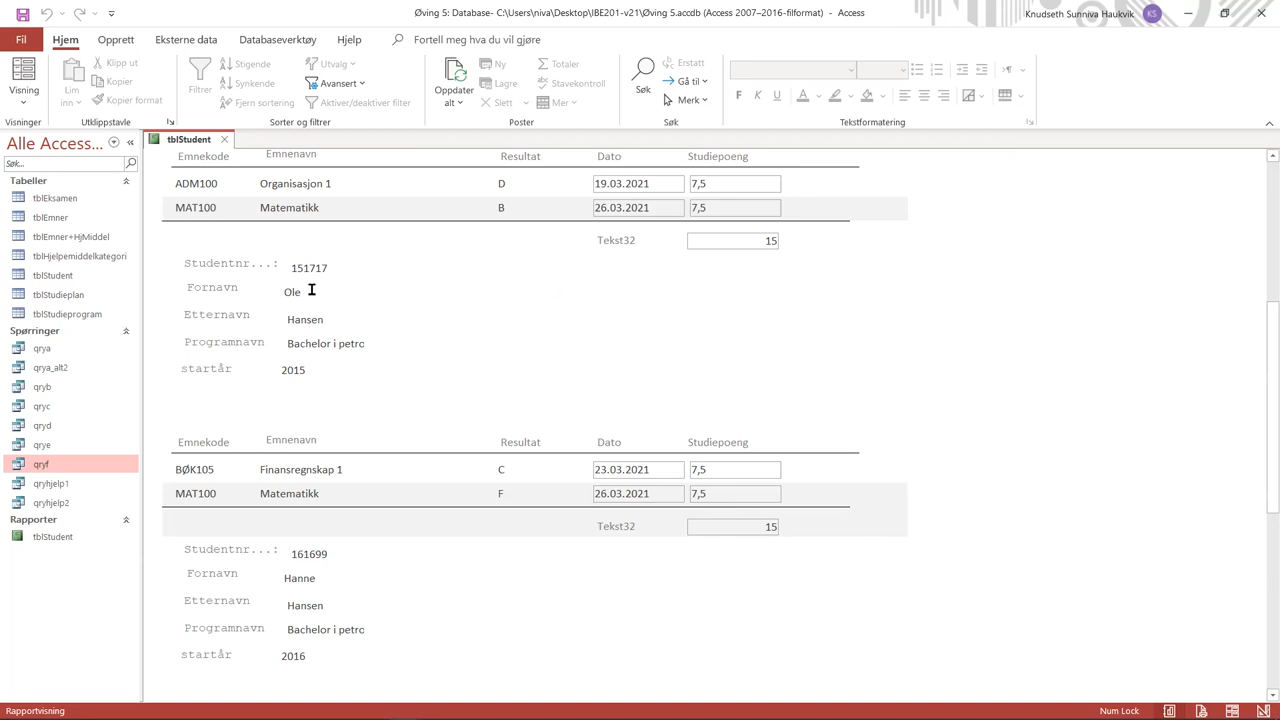 Øving 5: Database- C:\Users\niva\Desktop\IBE201-v21\Øving 5.accdb (Access 2007–2016-filformat) - Access
Knudseth Sunniva Haukvik
KS
Fil
Hjem
Opprett
Eksterne data
Databaseverktøy
Hjelp
Fortell meg hva du vil gjøre
Visning
Visninger
Lim inn
Klipp ut
Kopier
Kopier format
Utklippstavle
Filtrer
Stigende
Synkende
Utvalg
Avansert
Aktiver/deaktiver filter
Sorter og filtrer
Oppdater alt
Ny
Lagre
Slett
Totaler
Stavekontroll
Mer
Poster
Søk
Erstatt
Gå til
Merk
Søk
F K U
Tekstformatering
Alle Access...
Søk...
Tabeller
tblEksamen
tblEmner
tblEmner+HjMiddel
tblHjelpemiddelkategori
tblStudent
tblStudieplan
tblStudieprogram
Spørringer
qrya
qrya_alt2
qryb
qryc
qryd
qrye
qryf
qryhjelp1
qryhjelp2
Rapporter
tblStudent
tblStudent
Emnekode Emnenavn Resultat Dato Studiepoeng
ADM100 Organisasjon 1 D 19.03.2021 7,5
MAT100 Matematikk B 26.03.2021 7,5
Tekst32 15
Studentnr...: 151717
Fornavn Ole
Etternavn Hansen
Programnavn Bachelor i petro
startår 2015
Emnekode Emnenavn Resultat Dato Studiepoeng
BØK105 Finansregnskap 1 C 23.03.2021 7,5
MAT100 Matematikk F 26.03.2021 7,5
Tekst32 15
Studentnr...: 161699
Fornavn Hanne
Etternavn Hansen
Programnavn Bachelor i petro
startår 2016
Rapportvisning
Num Lock